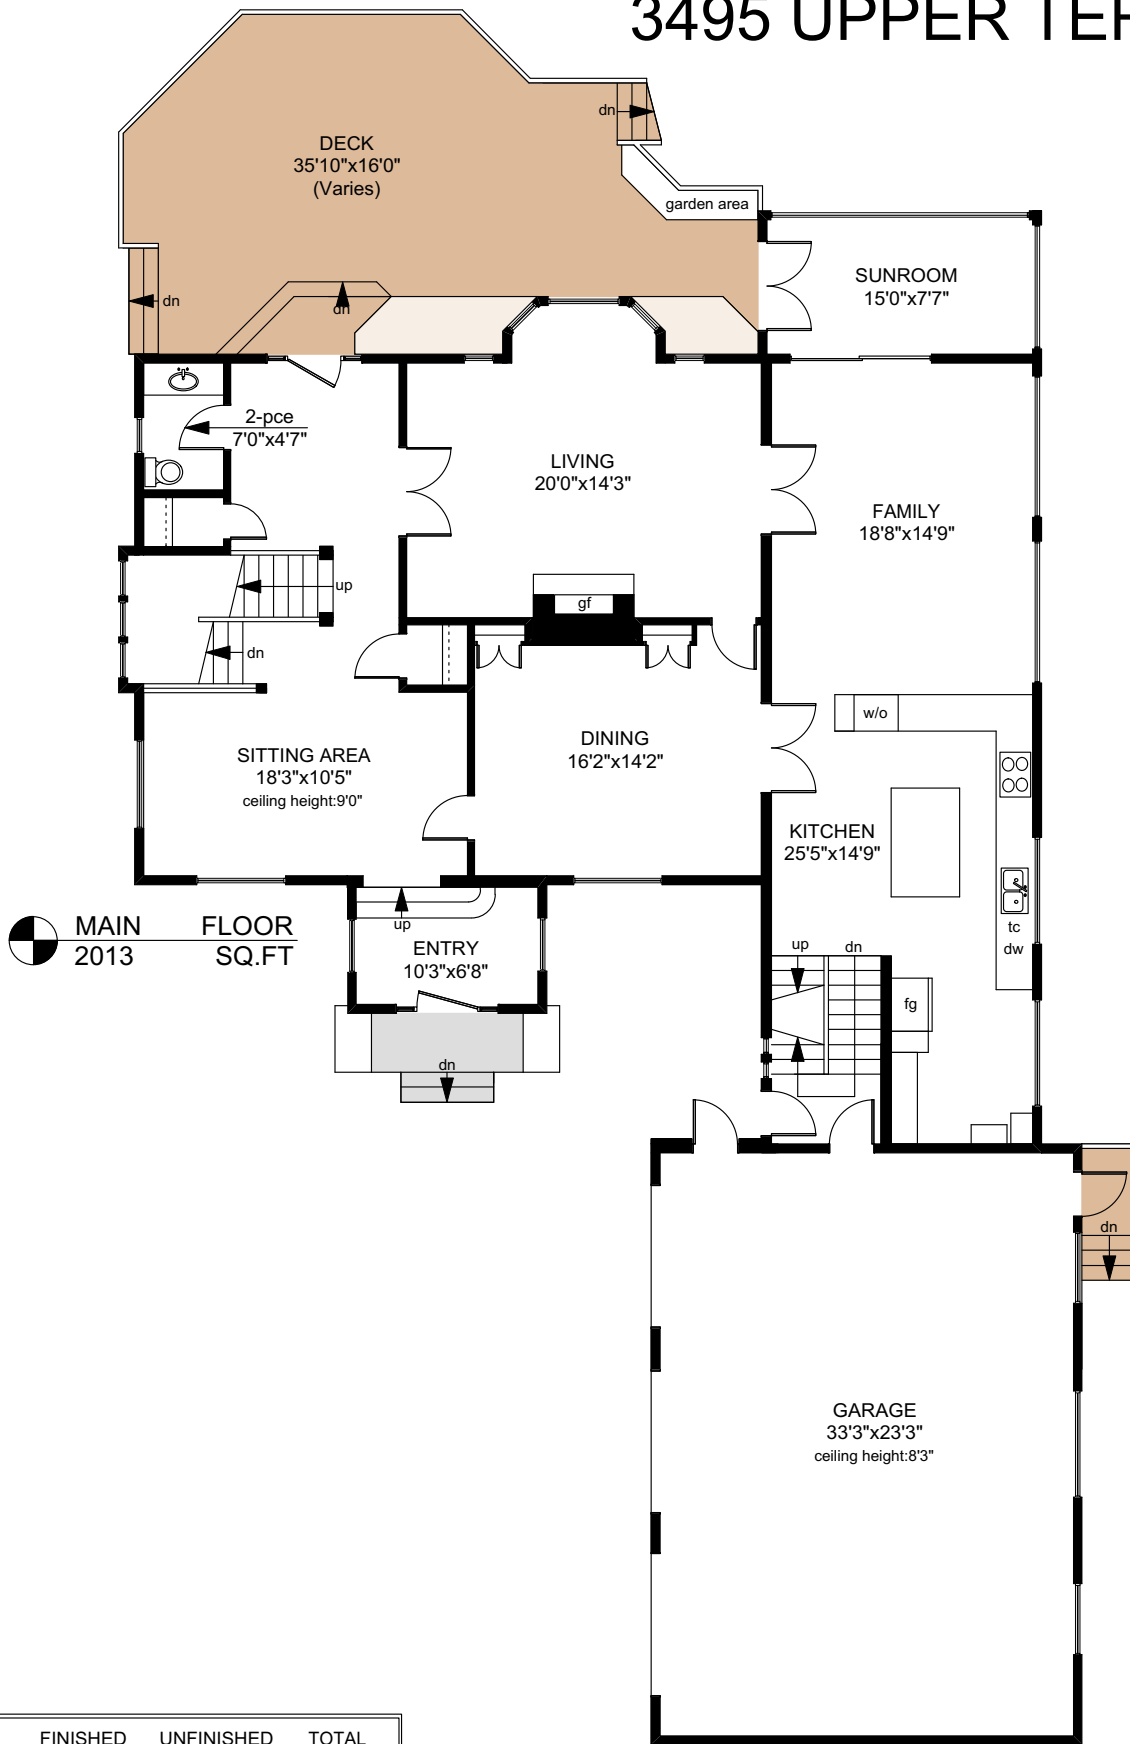 3495 UPPER
DECK
35'10"x16'0"
(Varies)
dn
garden area
SUNROOM
15'0"x7'7"
dn
dn
2-pce
7'0"x4'7"
LIVING
20'0"x14'3"
FAMILY
18'8"x14'9"
up
gf
dn
w/o
SITTING AREA
18'3"x10'5"
ceiling height:9'0"
DINING
16'2"x14'2"
KITCHEN
25'5"x14'9"
MAIN FLOOR
2013 SQ.FT
up
ENTRY
10'3"x6'8"
tc
dw
up dn
fg
dn
dn
GARAGE
33'3"x23'3"
ceiling height:8'3"
FINISHED UNFINISHED TOTAL